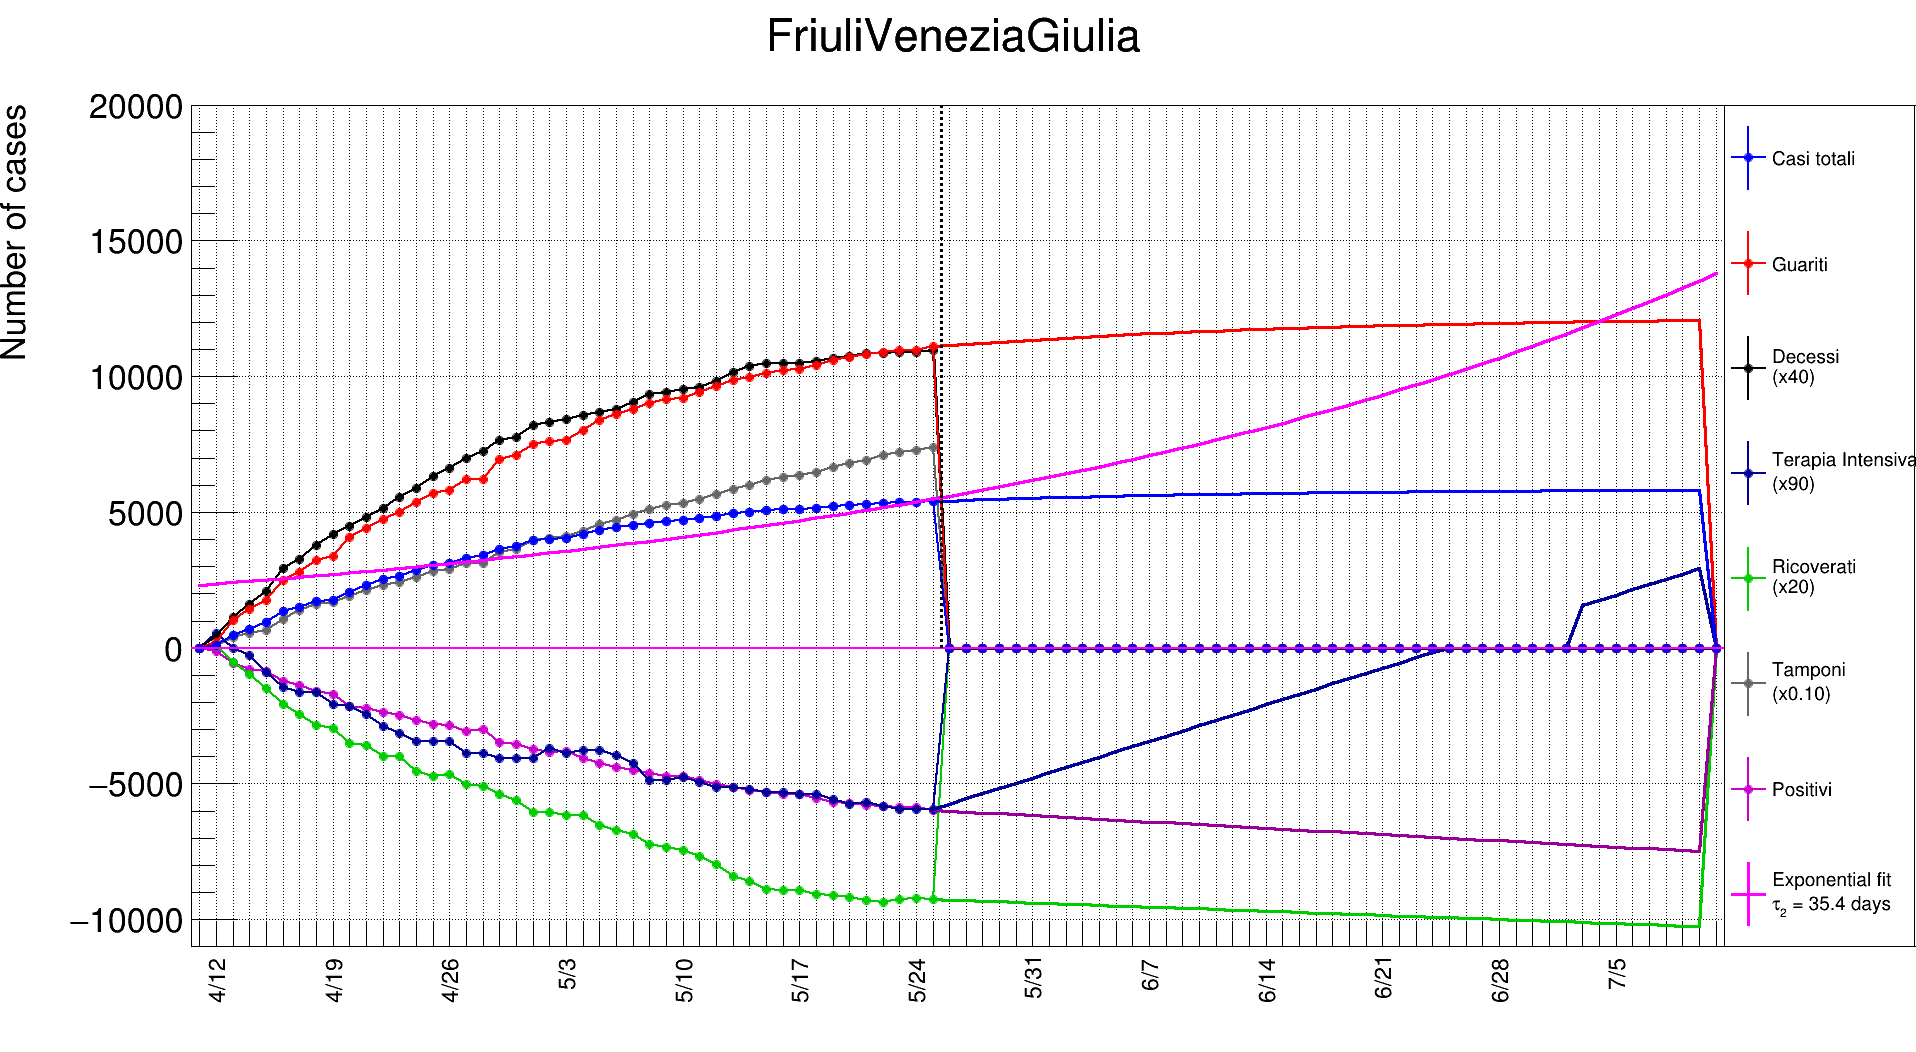 FriuliVeneziaGiulia
Number of cases
20000
15000
10000
5000
0
−5000
−10000
4/12
4/19
4/26
5/3
5/10
5/17
5/24
5/31
6/7
6/14
6/21
6/28
7/5
Casi totali
Guariti
Decessi
(x40)
Terapia Intensiva
(x90)
Ricoverati
(x20)
Tamponi
(x0.10)
Positivi
Exponential fit
τ2 = 35.4 days